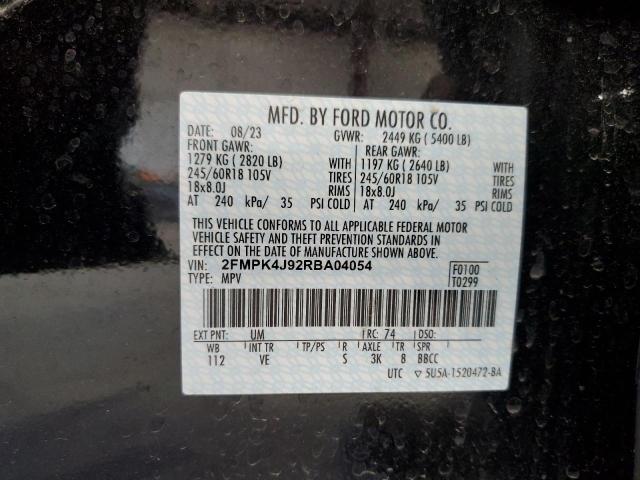 MFD. BY FORD MOTOR CO.
DATE: 08/23 GVWR: 2449 KG ( 5400 LB)
FRONT GAWR: REAR GAWR:
1279 KG ( 2820 LB) WITH 1197 KG ( 2640 LB) WITH
245/60R18 105V TIRES 245/60R18 105V TIRES
18x8.0J RIMS 18x8.0J RIMS
AT 240 kPa/ 35 PSI COLD AT 240 kPa/ 35 PSI COLD
THIS VEHICLE CONFORMS TO ALL APPLICABLE FEDERAL MOTOR
VEHICLE SAFETY AND THEFT PREVENTION STANDARDS IN
EFFECT ON THE DATE OF MANUFACTURE SHOWN ABOVE.
VIN: 2FMPK4J92RBA04054 F0100
TYPE: MPV T0299
EXT PNT: UM RC: 74 DSO:
WB INT TR TP/PS R AXLE TR SPR
112 VE S 3K 8 BBCC
UTC ▽ 5U5A-1520472-BA